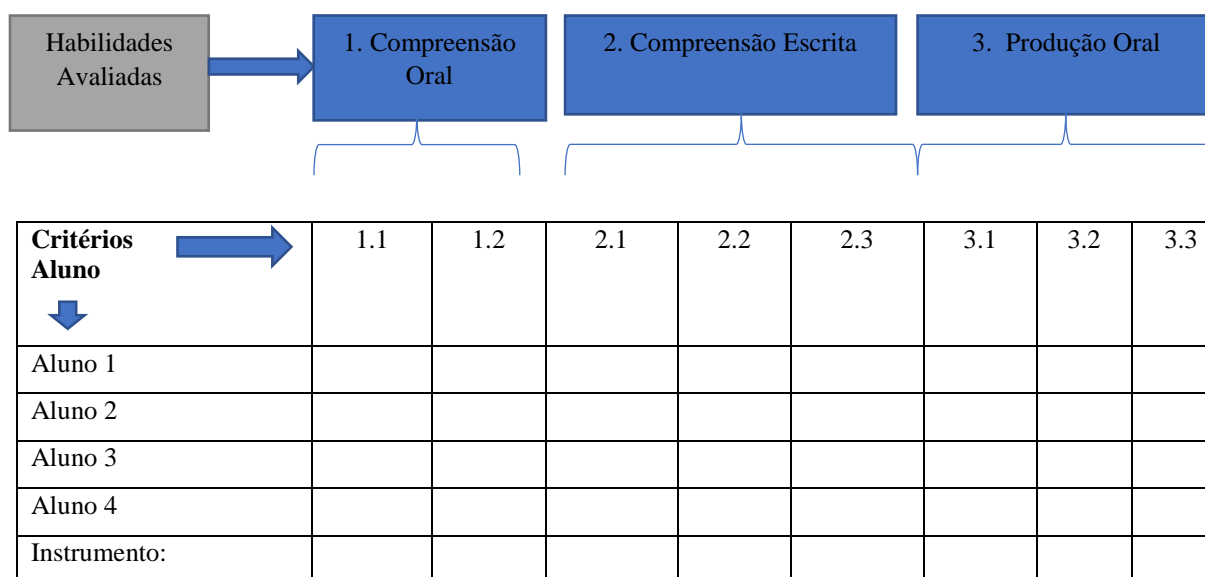 Habilidades
Avaliadas
1. Compreensão
Oral
2. Compreensão Escrita
3. Produção Oral
Critérios
Aluno
1.1 1.2 2.1 2.2 2.3 3.1 3.2 3.3
Aluno 1
Aluno 2
Aluno 3
Aluno 4
Instrumento: